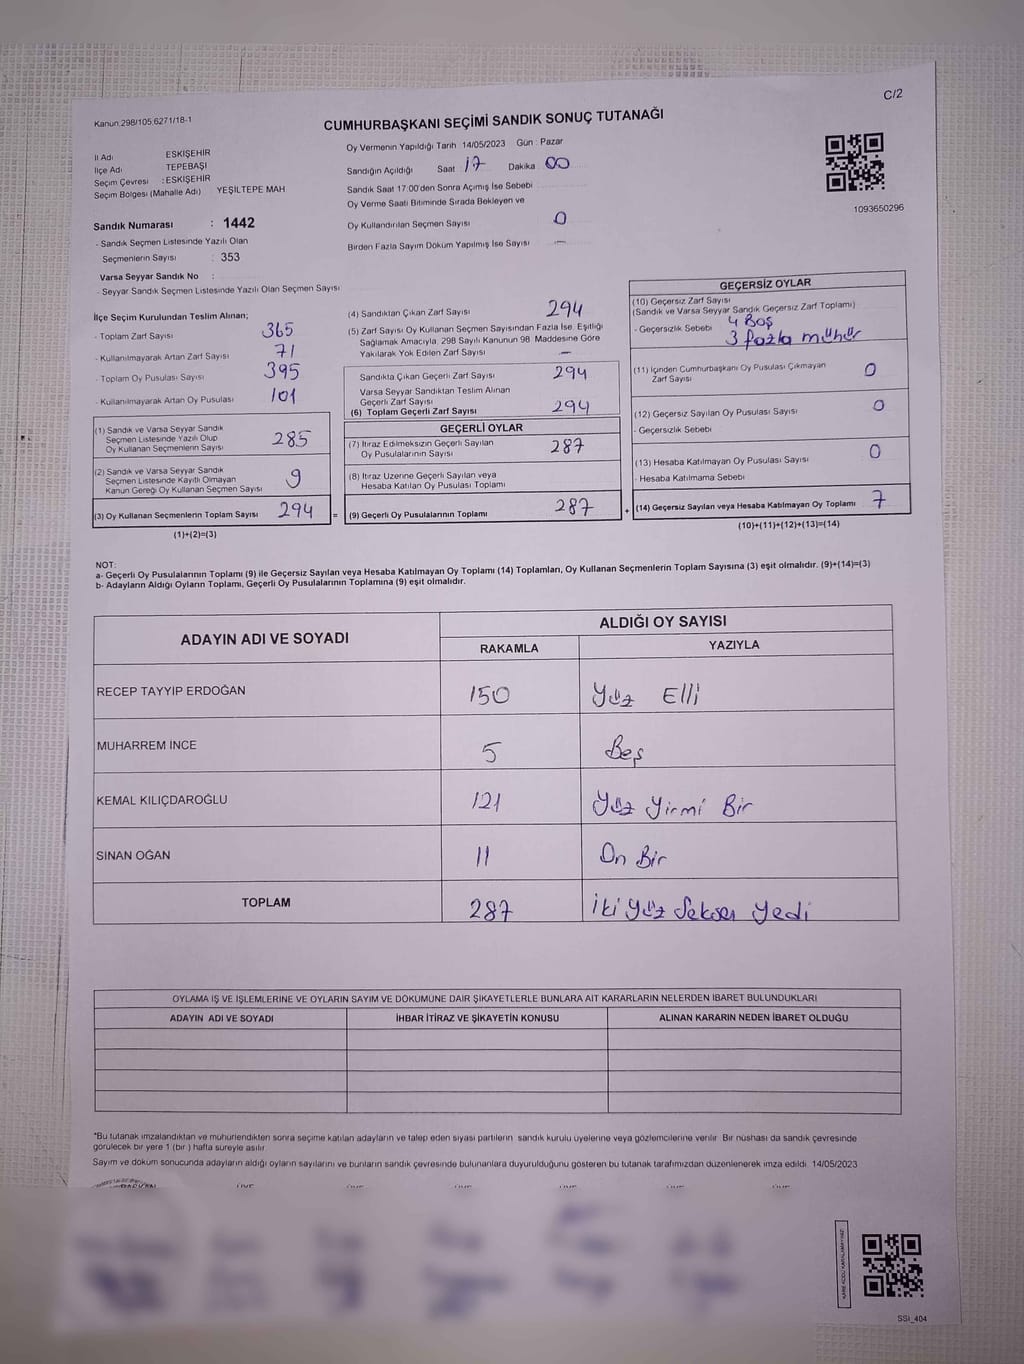 C/2
Kanun 298/105,6271/18-1
CUMHURBAŞKANI SEÇİMİ SANDIK SONUÇ TUTANAĞI
İl Adı ESKİŞEHİR
İlçe Adı : TEPEBAŞI
Seçim Çevresi : ESKİŞEHİR
Seçim Bölgesi (Mahalle Adı) YEŞİLTEPE MAH
Sandık Numarası : 1442
- Sandık Seçmen Listesinde Yazılı Olan
Seçmenlerin Sayısı : 353
Varsa Seyyar Sandık No :
- Seyyar Sandık Seçmen Listesinde Yazılı Olan Seçmen Sayısı
Oy Vermenin Yapıldığı Tarih 14/05/2023 Gün : Pazar
Sandığın Açıldığı Saat 17 Dakika 00
Sandık Saat 17:00'den Sonra Açımış İse Sebebi
Oy Verme Saati Bitiminde Sırada Bekleyen ve
Oy Kullandırılan Seçmen Sayısı 0
Birden Fazla Sayım Döküm Yapılmış İse Sayısı —
1093650296
İlçe Seçim Kurulundan Teslim Alınan;
- Toplam Zarf Sayısı 365
- Kullanılmayarak Artan Zarf Sayısı 71
- Toplam Oy Pusulası Sayısı 395
- Kullanılmayarak Artan Oy Pusulası 101
(1) Sandık ve Varsa Seyyar Sandık
Seçmen Listesinde Yazılı Olup
Oy Kullanan Seçmenlerin Sayısı 285
(2) Sandık ve Varsa Seyyar Sandık
Seçmen Listesinde Kayıtlı Olmayan
Kanun Gereği Oy Kullanan Seçmen Sayısı 9
(3) Oy Kullanan Seçmenlerin Toplam Sayısı 294 =
(1)+(2)=(3)
(4) Sandıktan Çıkan Zarf Sayısı 294
(5) Zarf Sayısı Oy Kullanan Seçmen Sayısından Fazla İse, Eşitliği
Sağlamak Amacıyla, 298 Sayılı Kanunun 98. Maddesine Göre
Yakılarak Yok Edilen Zarf Sayısı —
Sandıkta Çıkan Geçerli Zarf Sayısı 294
Varsa Seyyar Sandıktan Teslim Alınan
Geçerli Zarf Sayısı
(6) Toplam Geçerli Zarf Sayısı 294
GEÇERLİ OYLAR
(7) İtiraz Edilmeksizin Geçerli Sayılan
Oy Pusulalarının Sayısı 287
(8) İtiraz Üzerine Geçerli Sayılan veya
Hesaba Katılan Oy Pusulası Toplamı
(9) Geçerli Oy Pusulalarının Toplamı 287 +
GEÇERSİZ OYLAR
(10) Geçersiz Zarf Sayısı
(Sandık ve Varsa Seyyar Sandık Geçersiz Zarf Toplamı)
- Geçersizlik Sebebi 4 Boş
3 fazla mühür
(11) İçinden Cumhurbaşkanı Oy Pusulası Çıkmayan
Zarf Sayısı 0
(12) Geçersiz Sayılan Oy Pusulası Sayısı 0
- Geçersizlik Sebebi
(13) Hesaba Katılmayan Oy Pusulası Sayısı 0
- Hesaba Katılmama Sebebi
(14) Geçersiz Sayılan veya Hesaba Katılmayan Oy Toplamı 7
(10)+(11)+(12)+(13)=(14)
NOT:
a- Geçerli Oy Pusulalarının Toplamı (9) ile Geçersiz Sayılan veya Hesaba Katılmayan Oy Toplamı (14) Toplamları, Oy Kullanan Seçmenlerin Toplam Sayısına (3) eşit olmalıdır. (9)+(14)=(3)
b- Adayların Aldığı Oyların Toplamı, Geçerli Oy Pusulalarının Toplamına (9) eşit olmalıdır.
ADAYIN ADI VE SOYADI
ALDIĞI OY SAYISI
RAKAMLA YAZIYLA
RECEP TAYYIP ERDOĞAN 150 Yüz Elli
MUHARREM İNCE 5 Beş
KEMAL KILIÇDAROĞLU 121 Yüz Yirmi Bir
SİNAN OĞAN 11 On Bir
TOPLAM 287 iki yüz Seksen Yedi
OYLAMA İŞ VE İŞLEMLERİNE VE OYLARIN SAYIM VE DÖKÜMÜNE DAİR ŞİKAYETLERLE BUNLARA AİT KARARLARIN NELERDEN İBARET BULUNDUKLARI
ADAYIN ADI VE SOYADI İHBAR İTİRAZ VE ŞİKAYETİN KONUSU ALINAN KARARIN NEDEN İBARET OLDUĞU
*Bu tutanak imzalandıktan ve mühürlendikten sonra seçime katılan adayların ve talep eden siyasi partilerin sandık kurulu üyelerine veya gözlemcilerine verilir. Bir nüshası da sandık çevresinde
görülecek bir yere 1 (bir ) hafta süreyle asılır.
Sayım ve döküm sonucunda adayların aldığı oyların sayılarını ve bunların sandık çevresinde bulunanlara duyurulduğunu gösteren bu tutanak tarafımızdan düzenlenerek imza edildi. 14/05/2023
SSI_404